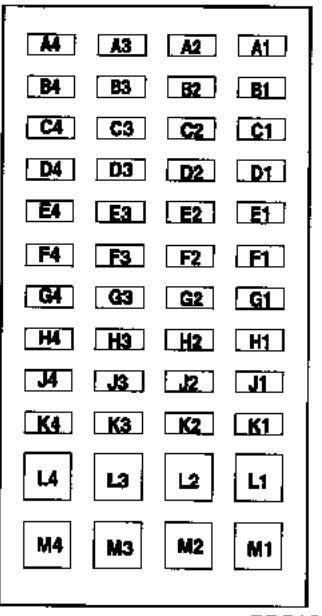 A4 A3 A2 A1
B4 B3 B2 B1
C4 C3 C2 C1
D4 D3 D2 D1
E4 E3 E2 E1
F4 F3 F2 F1
G4 G3 G2 G1
H4 H3 H2 H1
J4 J3 J2 J1
K4 K3 K2 K1
L4 L3 L2 L1
M4 M3 M2 M1